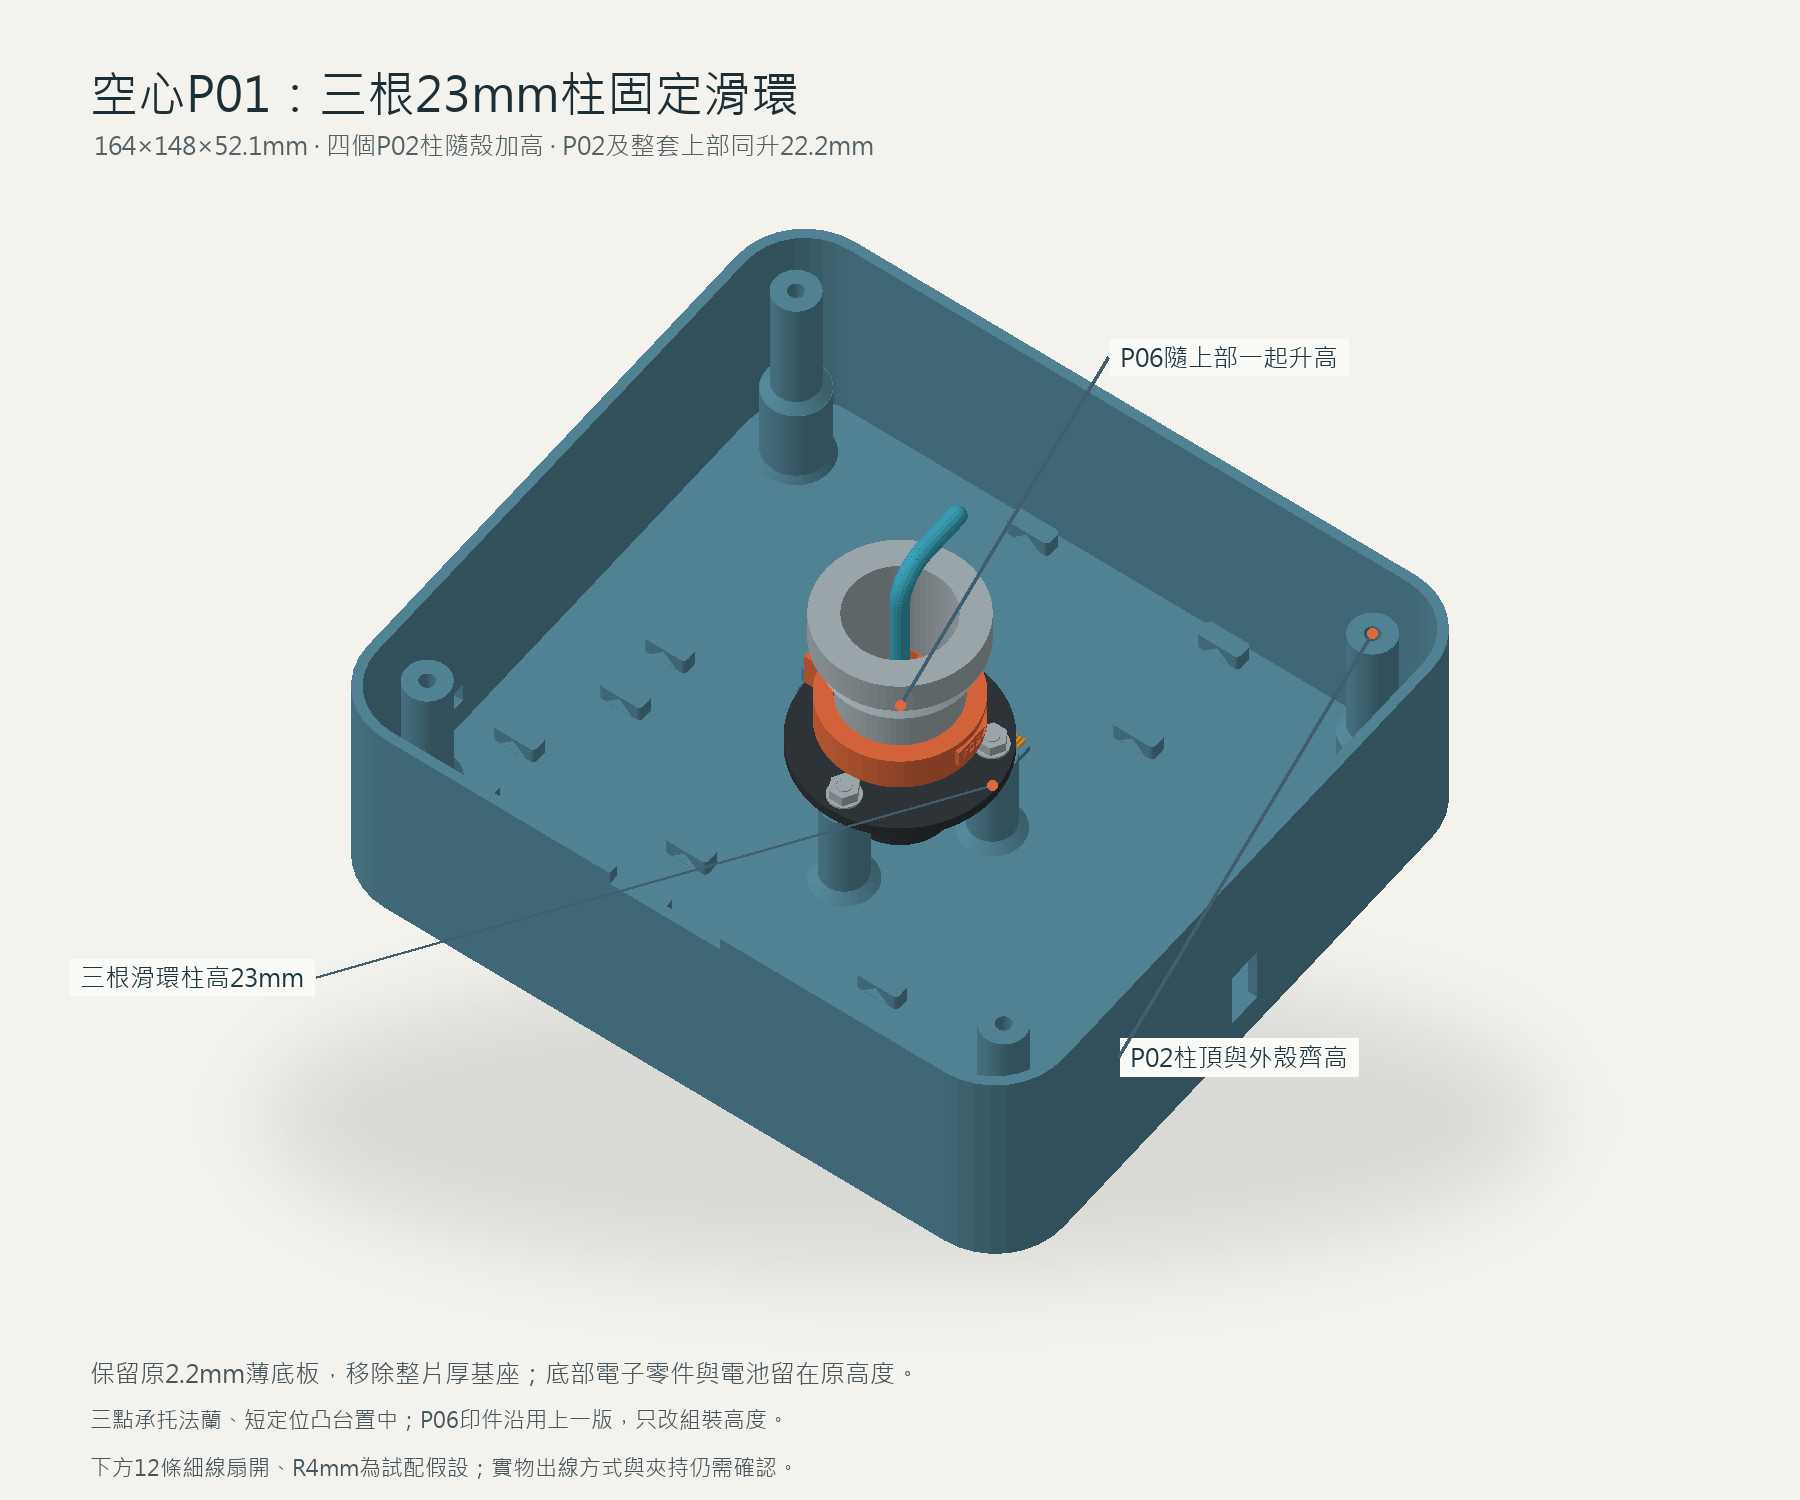 空心P01：三根23mm柱固定滑環
164×148×52.1mm · 四個P02柱隨殼加高 · P02及整套上部同升22.2mm
P06隨上部一起升高
三根滑環柱高23mm
P02柱頂與外殼齊高
保留原2.2mm薄底板，移除整片厚基座；底部電子零件與電池留在原高度。
三點承托法蘭、短定位凸台置中；P06印件沿用上一版，只改組裝高度。
下方12條細線扇開、R4mm為試配假設；實物出線方式與夾持仍需確認。